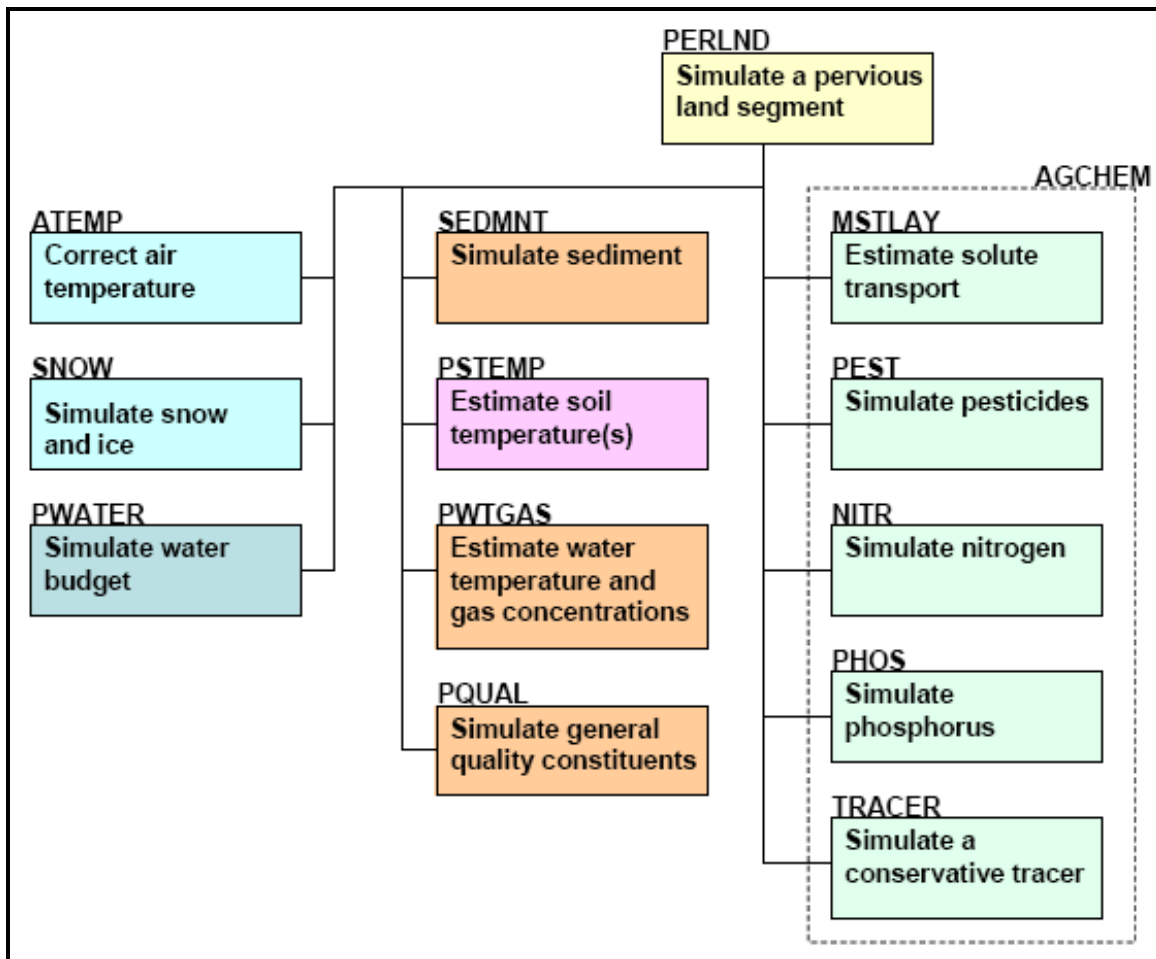 PERLND
Simulate a pervious
land segment
ATEMP
Correct air
temperature
SNOW
Simulate snow
and ice
PWATER
Simulate water
budget
SEDMNT
Simulate sediment
PSTEMP
Estimate soil
temperature(s)
PWTGAS
Estimate water
temperature and
gas concentrations
PQUAL
Simulate general
quality constituents
AGCHEM
MSTLAY
Estimate solute
transport
PEST
Simulate pesticides
NITR
Simulate nitrogen
PHOS
Simulate
phosphorus
TRACER
Simulate a
conservative tracer